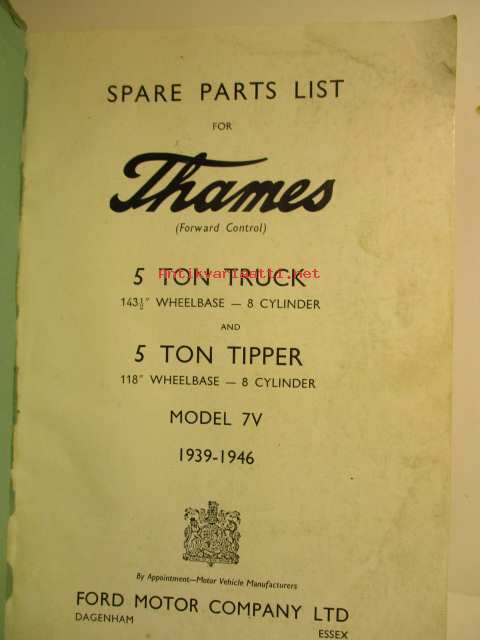 SPARE PARTS LIST
FOR
Thames
(Forward Control)
5 TON TRUCK
Antikvariaatti.net
143½" WHEELBASE — 8 CYLINDER
AND
5 TON TIPPER
118" WHEELBASE — 8 CYLINDER
MODEL 7V
1939-1946
By Appointment—Motor Vehicle Manufacturers
FORD MOTOR COMPANY LTD
DAGENHAM
ESSEX